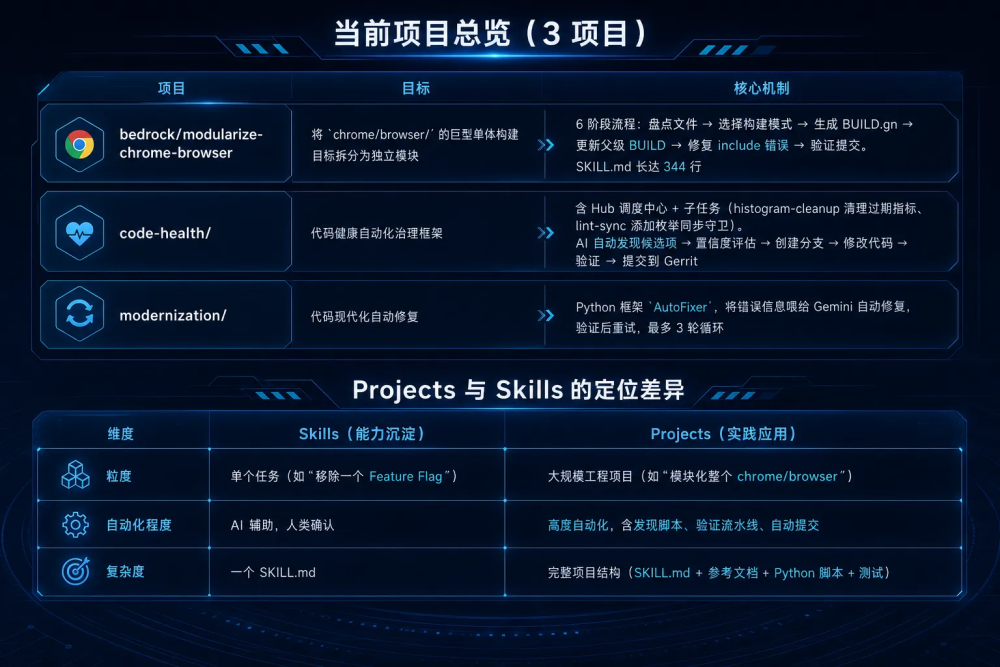 当前项目总览（3 项目）
项目
目标
核心机制
bedrock/modularize-
chrome-browser
将 `chrome/browser/` 的巨型单体构建
目标拆分为独立模块
6 阶段流程：盘点文件 → 选择构建模式 → 生成 BUILD.gn →
更新父级 BUILD → 修复 include 错误 → 验证提交。
SKILL.md 长达 344 行
code-health/
代码健康自动化治理框架
含 Hub 调度中心 + 子任务（histogram-cleanup 清理过期指标、
lint-sync 添加枚举同步守卫）。
AI 自动发现候选项 → 置信度评估 → 创建分支 → 修改代码 →
验证 → 提交到 Gerrit
modernization/
代码现代化自动修复
Python 框架 `AutoFixer`，将错误信息喂给 Gemini 自动修复，
验证后重试，最多 3 轮循环
Projects 与 Skills 的定位差异
维度
Skills（能力沉淀）
Projects（实践应用）
粒度
单个任务（如“移除一个 Feature Flag”）
大规模工程项目（如“模块化整个 chrome/browser”）
自动化程度
AI 辅助，人类确认
高度自动化，含发现脚本、验证流水线、自动提交
复杂度
一个 SKILL.md
完整项目结构（SKILL.md + 参考文档 + Python 脚本 + 测试）